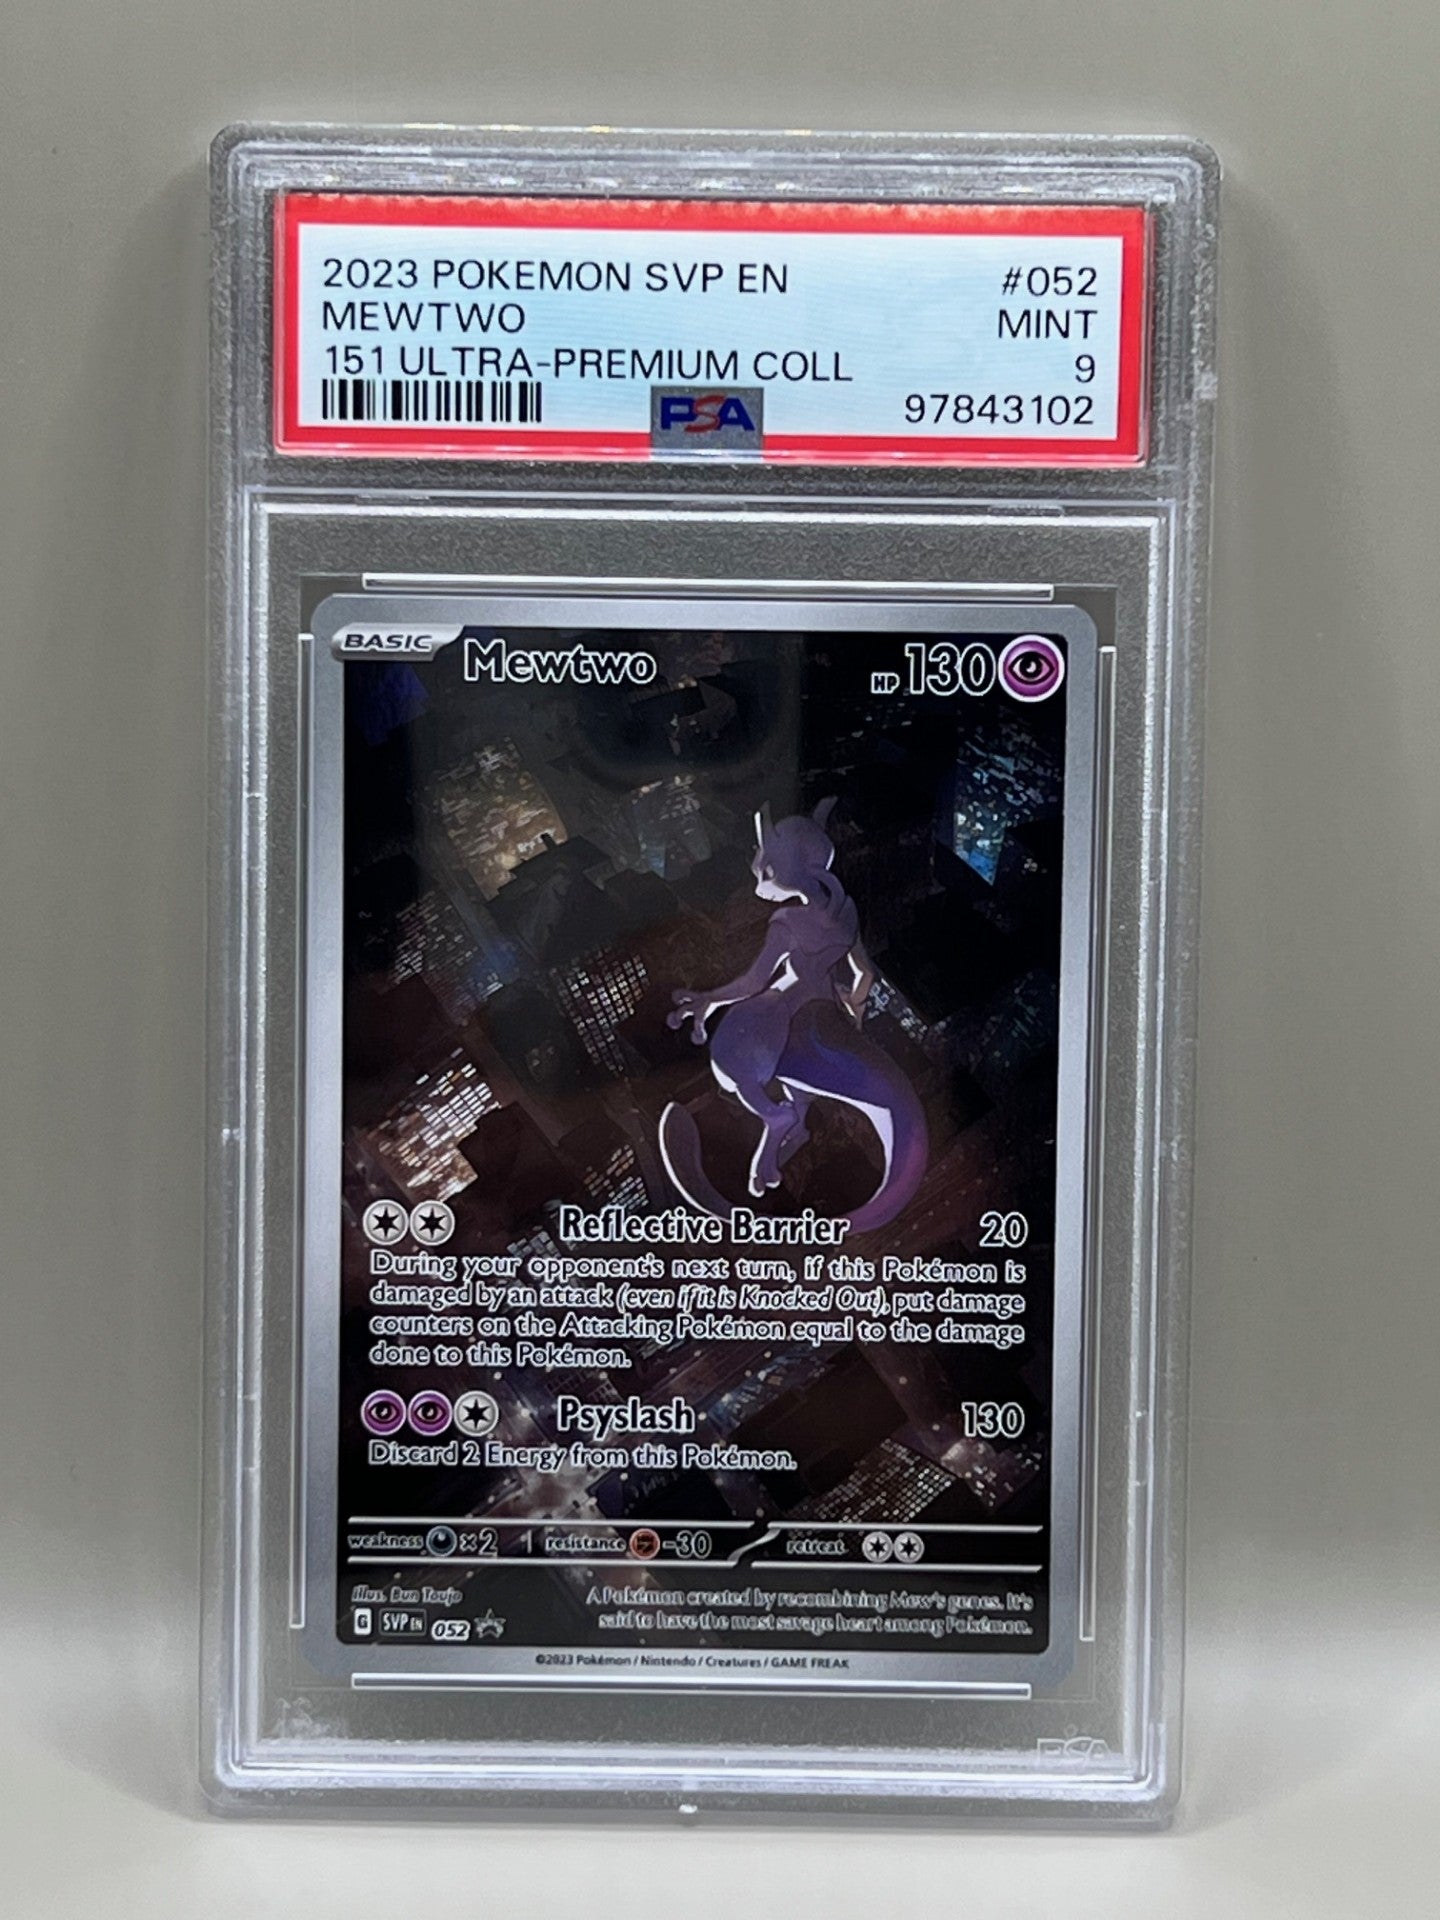 2023 POKEMON SVP EN #052
MEWTWO MINT
151 ULTRA-PREMIUM COLL 9
PSA 97843102
BASIC Mewtwo HP 130
Reflective Barrier 20
During your opponent's next turn, if this Pokémon is
damaged by an attack (even if it is Knocked Out), put damage
counters on the Attacking Pokémon equal to the damage
done to this Pokémon.
Psyslash 130
Discard 2 Energy from this Pokémon.
weakness ×2 resistance -30 retreat
Illus. Bun Toujo
A Pokémon created by recombining Mew's genes. It's
said to have the most savage heart among Pokémon.
G SVP EN 052
©2023 Pokémon / Nintendo / Creatures / GAME FREAK
PSA